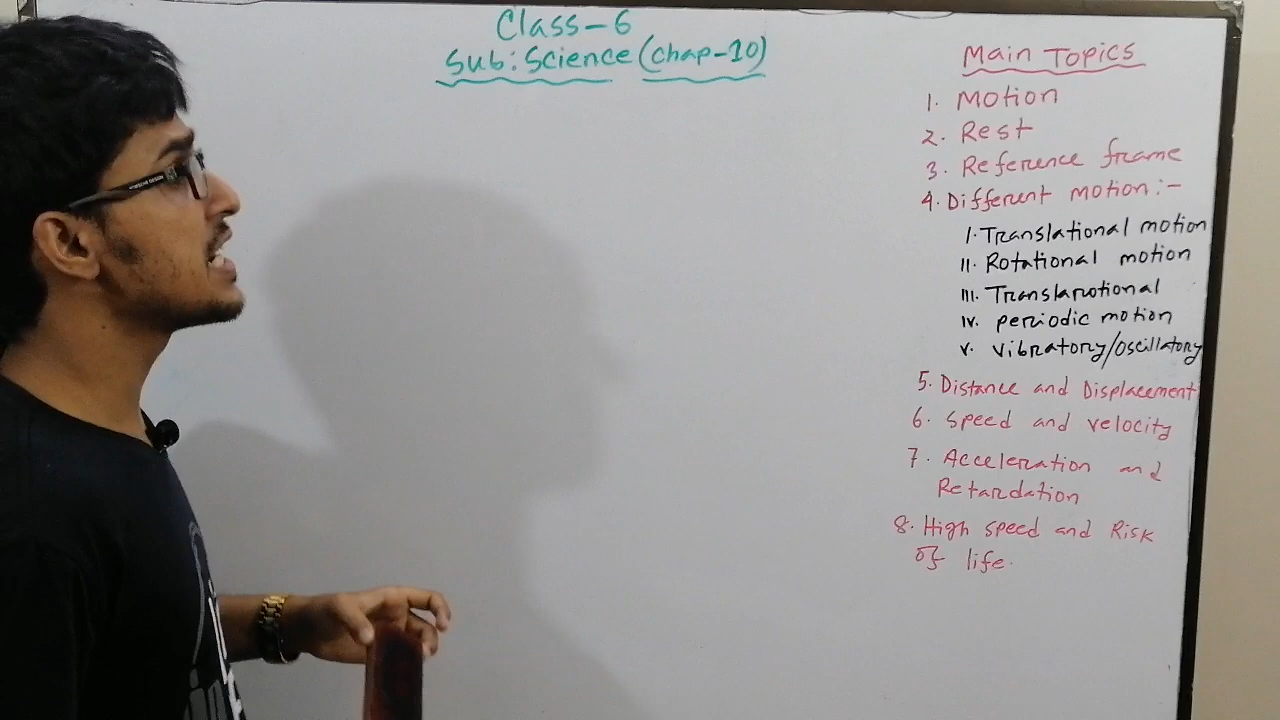 Class-6
Sub: Science (chap-10)
Main Topics
1. Motion
2. Rest
3. Reference frame
4. Different motion:-
I. Translational motion
II. Rotational motion
III. Translarotional
IV. periodic motion
V. vibratory/oscillatory
5. Distance and Displacement
6. Speed and velocity
7. Acceleration and
Retardation
8. High speed and Risk
of life.